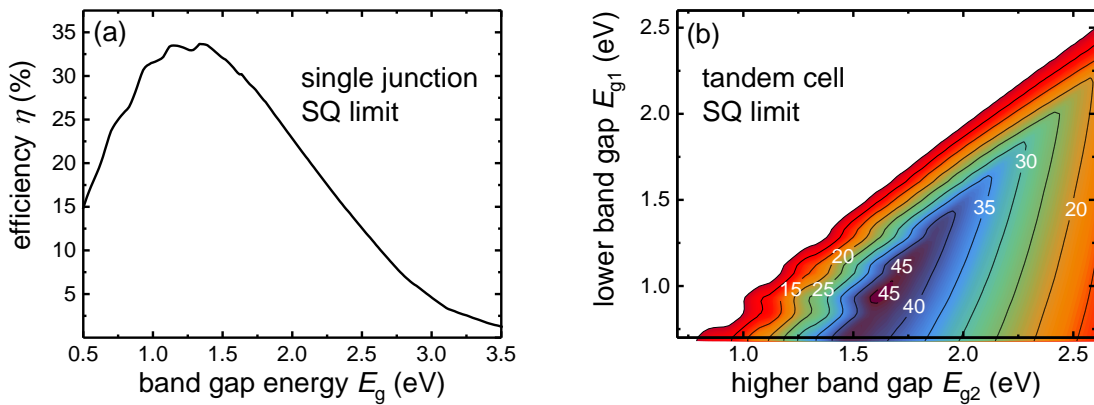 (a)
single junction
SQ limit
efficiency η (%)
35
30
25
20
15
10
5
0.5 1.0 1.5 2.0 2.5 3.0 3.5
band gap energy Eg (eV)
(b)
tandem cell
SQ limit
lower band gap Eg1 (eV)
2.5
2.0
1.5
1.0
30
35
20
20
45
15 25 45
40
1.0 1.5 2.0 2.5
higher band gap Eg2 (eV)